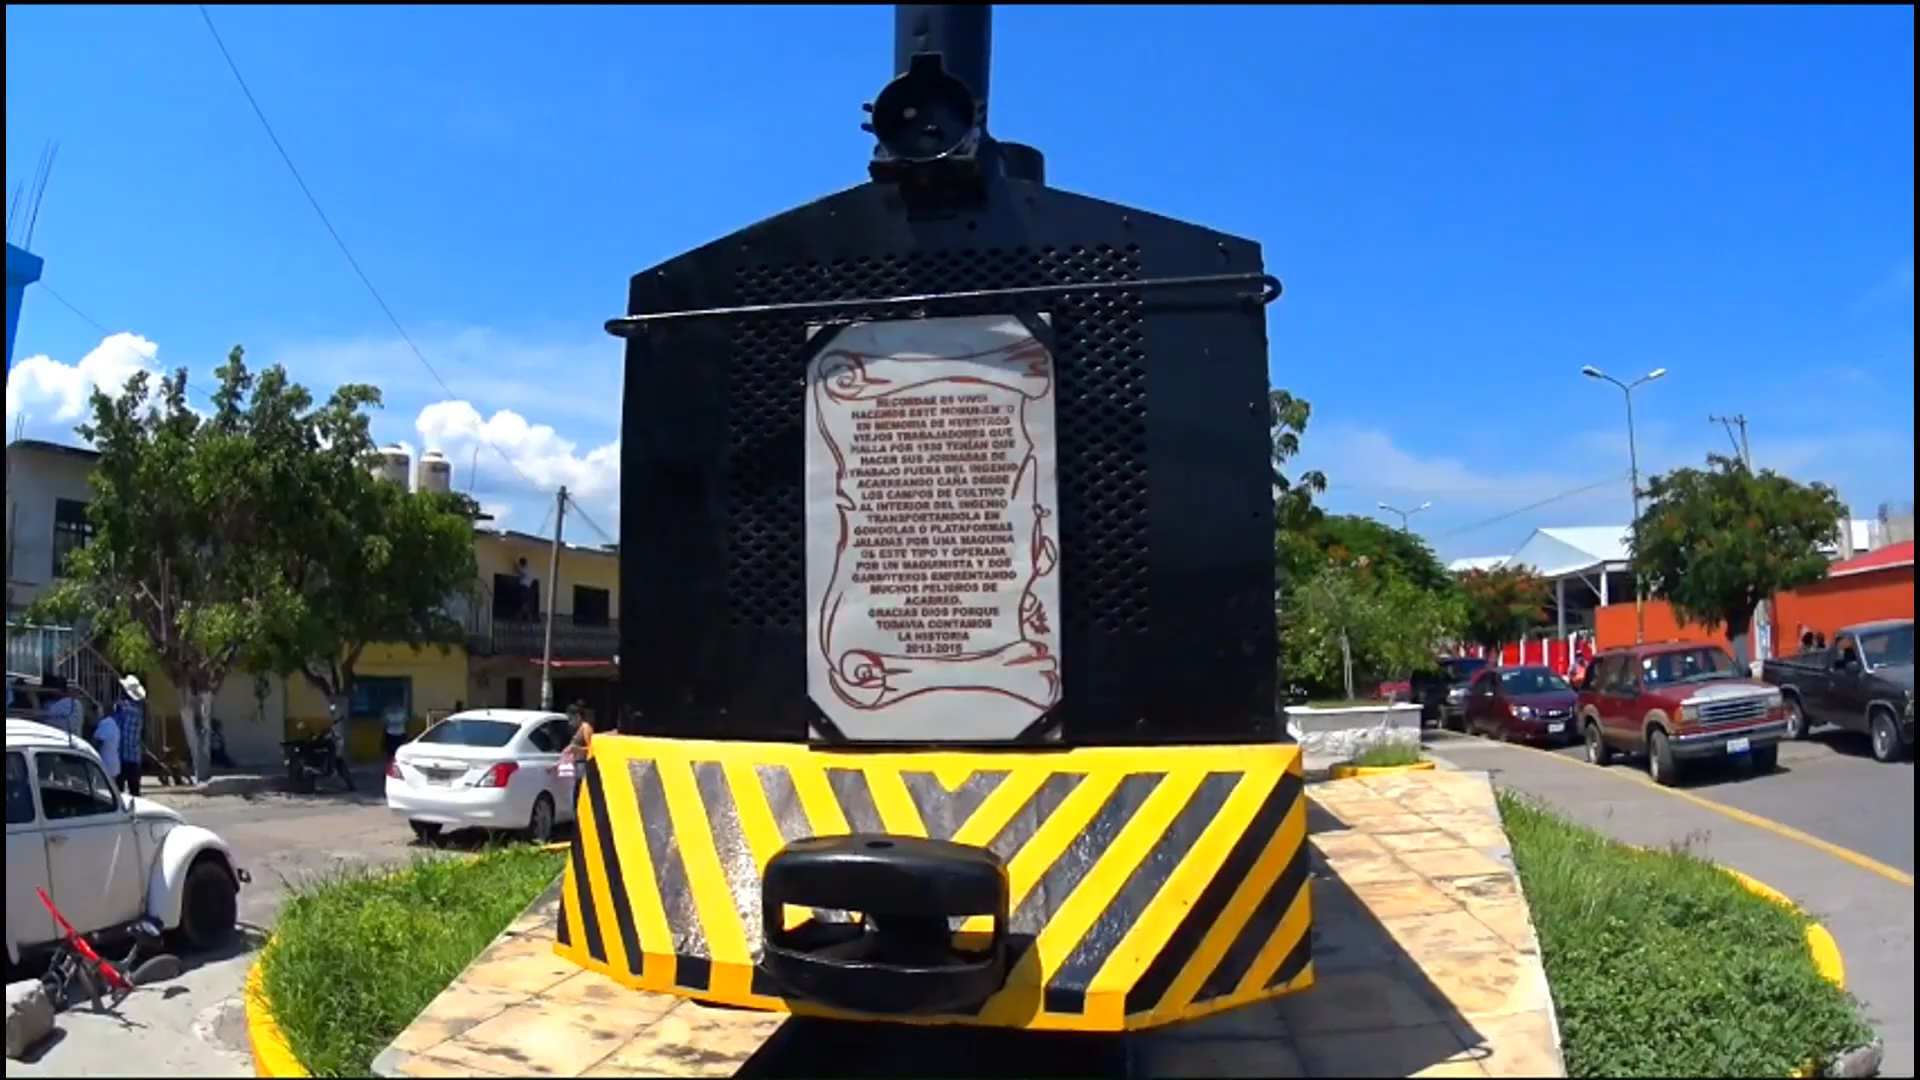 RECORDAR ES VIVIR
HACEMOS ESTE MONUMENTO
EN MEMORIA DE NUESTROS
VIEJOS TRABAJADORES QUE
HALLA POR 1930 TENIAN QUE
HACER SUS JORNADAS DE
TRABAJO FUERA DEL INGENIO
ACARREANDO CAÑA DESDE
LOS CAMPOS DE CULTIVO
AL INTERIOR DEL INGENIO
TRANSPORTANDOLA EN
GONDOLAS O PLATAFORMAS
JALADAS POR UNA MAQUINA
DE ESTE TIPO Y OPERADA
POR UN MAQUINISTA Y DOS
GARROTEROS ENFRENTANDO
MUCHOS PELIGROS DE
ACARREO.
GRACIAS DIOS PORQUE
TODAVIA CONTAMOS
LA HISTORIA
2013-2015